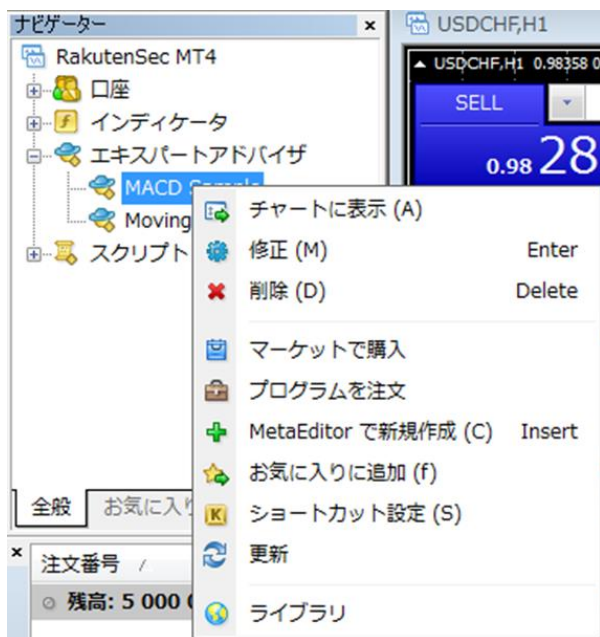 ナビゲーター
RakutenSec MT4
口座
インディケータ
エキスパートアドバイザ
MACD Sample
Moving
スクリプト
全般
お気に入り
チャートに表示 (A)
修正 (M) Enter
削除 (D) Delete
マーケットで購入
プログラムを注文
MetaEditor で新規作成 (C) Insert
お気に入りに追加 (f)
ショートカット設定 (S)
更新
ライブラリ
USDCHF,H1
USDCHF,H1 0.98358 0
SELL
0.98 28
注文番号 /
残高: 5 000